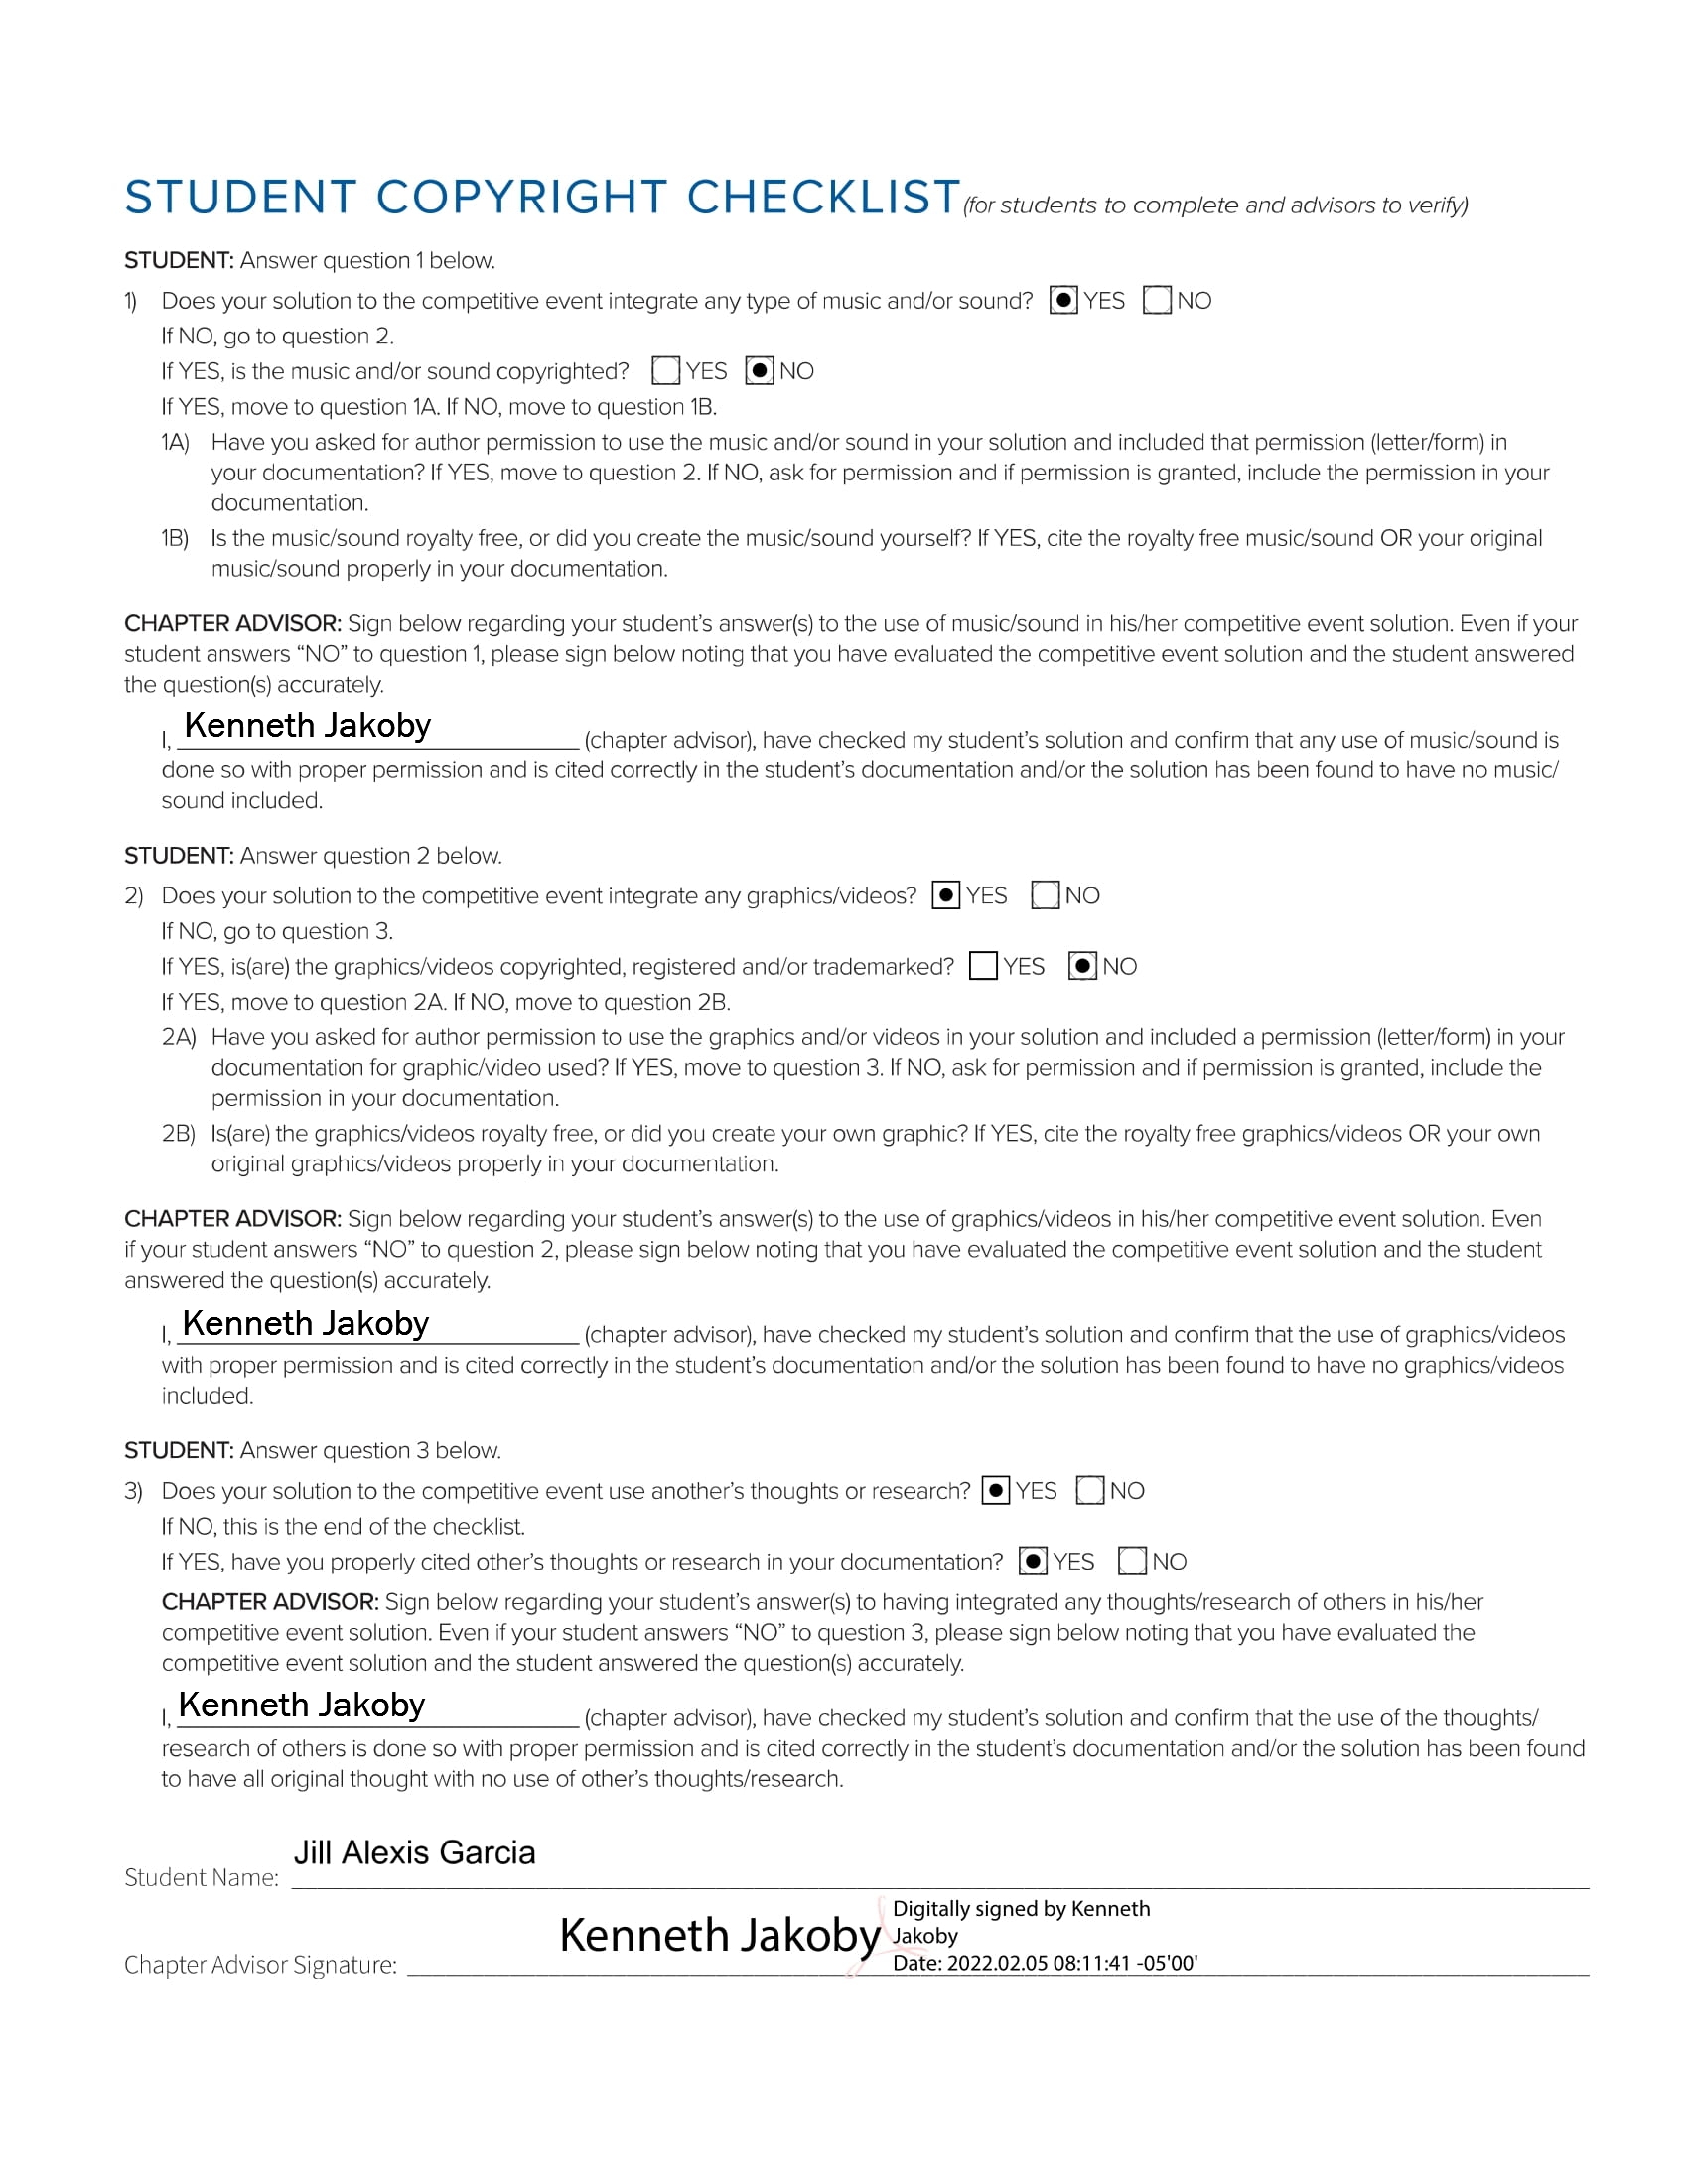 STUDENT COPYRIGHT CHECKLIST (for students to complete and advisors to verify)
STUDENT: Answer question 1 below.
1) Does your solution to the competitive event integrate any type of music and/or sound? YES NO
If NO, go to question 2.
If YES, is the music and/or sound copyrighted? YES NO
If YES, move to question 1A. If NO, move to question 1B.
1A) Have you asked for author permission to use the music and/or sound in your solution and included that permission (letter/form) in
your documentation? If YES, move to question 2. If NO, ask for permission and if permission is granted, include the permission in your
documentation.
1B) Is the music/sound royalty free, or did you create the music/sound yourself? If YES, cite the royalty free music/sound OR your original
music/sound properly in your documentation.
CHAPTER ADVISOR: Sign below regarding your student’s answer(s) to the use of music/sound in his/her competitive event solution. Even if your
student answers “NO” to question 1, please sign below noting that you have evaluated the competitive event solution and the student answered
the question(s) accurately.
I, Kenneth Jakoby (chapter advisor), have checked my student’s solution and confirm that any use of music/sound is
done so with proper permission and is cited correctly in the student’s documentation and/or the solution has been found to have no music/
sound included.
STUDENT: Answer question 2 below.
2) Does your solution to the competitive event integrate any graphics/videos? YES NO
If NO, go to question 3.
If YES, is(are) the graphics/videos copyrighted, registered and/or trademarked? YES NO
If YES, move to question 2A. If NO, move to question 2B.
2A) Have you asked for author permission to use the graphics and/or videos in your solution and included a permission (letter/form) in your
documentation for graphic/video used? If YES, move to question 3. If NO, ask for permission and if permission is granted, include the
permission in your documentation.
2B) Is(are) the graphics/videos royalty free, or did you create your own graphic? If YES, cite the royalty free graphics/videos OR your own
original graphics/videos properly in your documentation.
CHAPTER ADVISOR: Sign below regarding your student’s answer(s) to the use of graphics/videos in his/her competitive event solution. Even
if your student answers “NO” to question 2, please sign below noting that you have evaluated the competitive event solution and the student
answered the question(s) accurately.
I, Kenneth Jakoby (chapter advisor), have checked my student’s solution and confirm that the use of graphics/videos
with proper permission and is cited correctly in the student’s documentation and/or the solution has been found to have no graphics/videos
included.
STUDENT: Answer question 3 below.
3) Does your solution to the competitive event use another’s thoughts or research? YES NO
If NO, this is the end of the checklist.
If YES, have you properly cited other’s thoughts or research in your documentation? YES NO
CHAPTER ADVISOR: Sign below regarding your student’s answer(s) to having integrated any thoughts/research of others in his/her
competitive event solution. Even if your student answers “NO” to question 3, please sign below noting that you have evaluated the
competitive event solution and the student answered the question(s) accurately.
I, Kenneth Jakoby (chapter advisor), have checked my student’s solution and confirm that the use of the thoughts/
research of others is done so with proper permission and is cited correctly in the student’s documentation and/or the solution has been found
to have all original thought with no use of other’s thoughts/research.
Student Name: Jill Alexis Garcia
Chapter Advisor Signature: Kenneth Jakoby
Digitally signed by Kenneth
Jakoby
Date: 2022.02.05 08:11:41 -05'00'